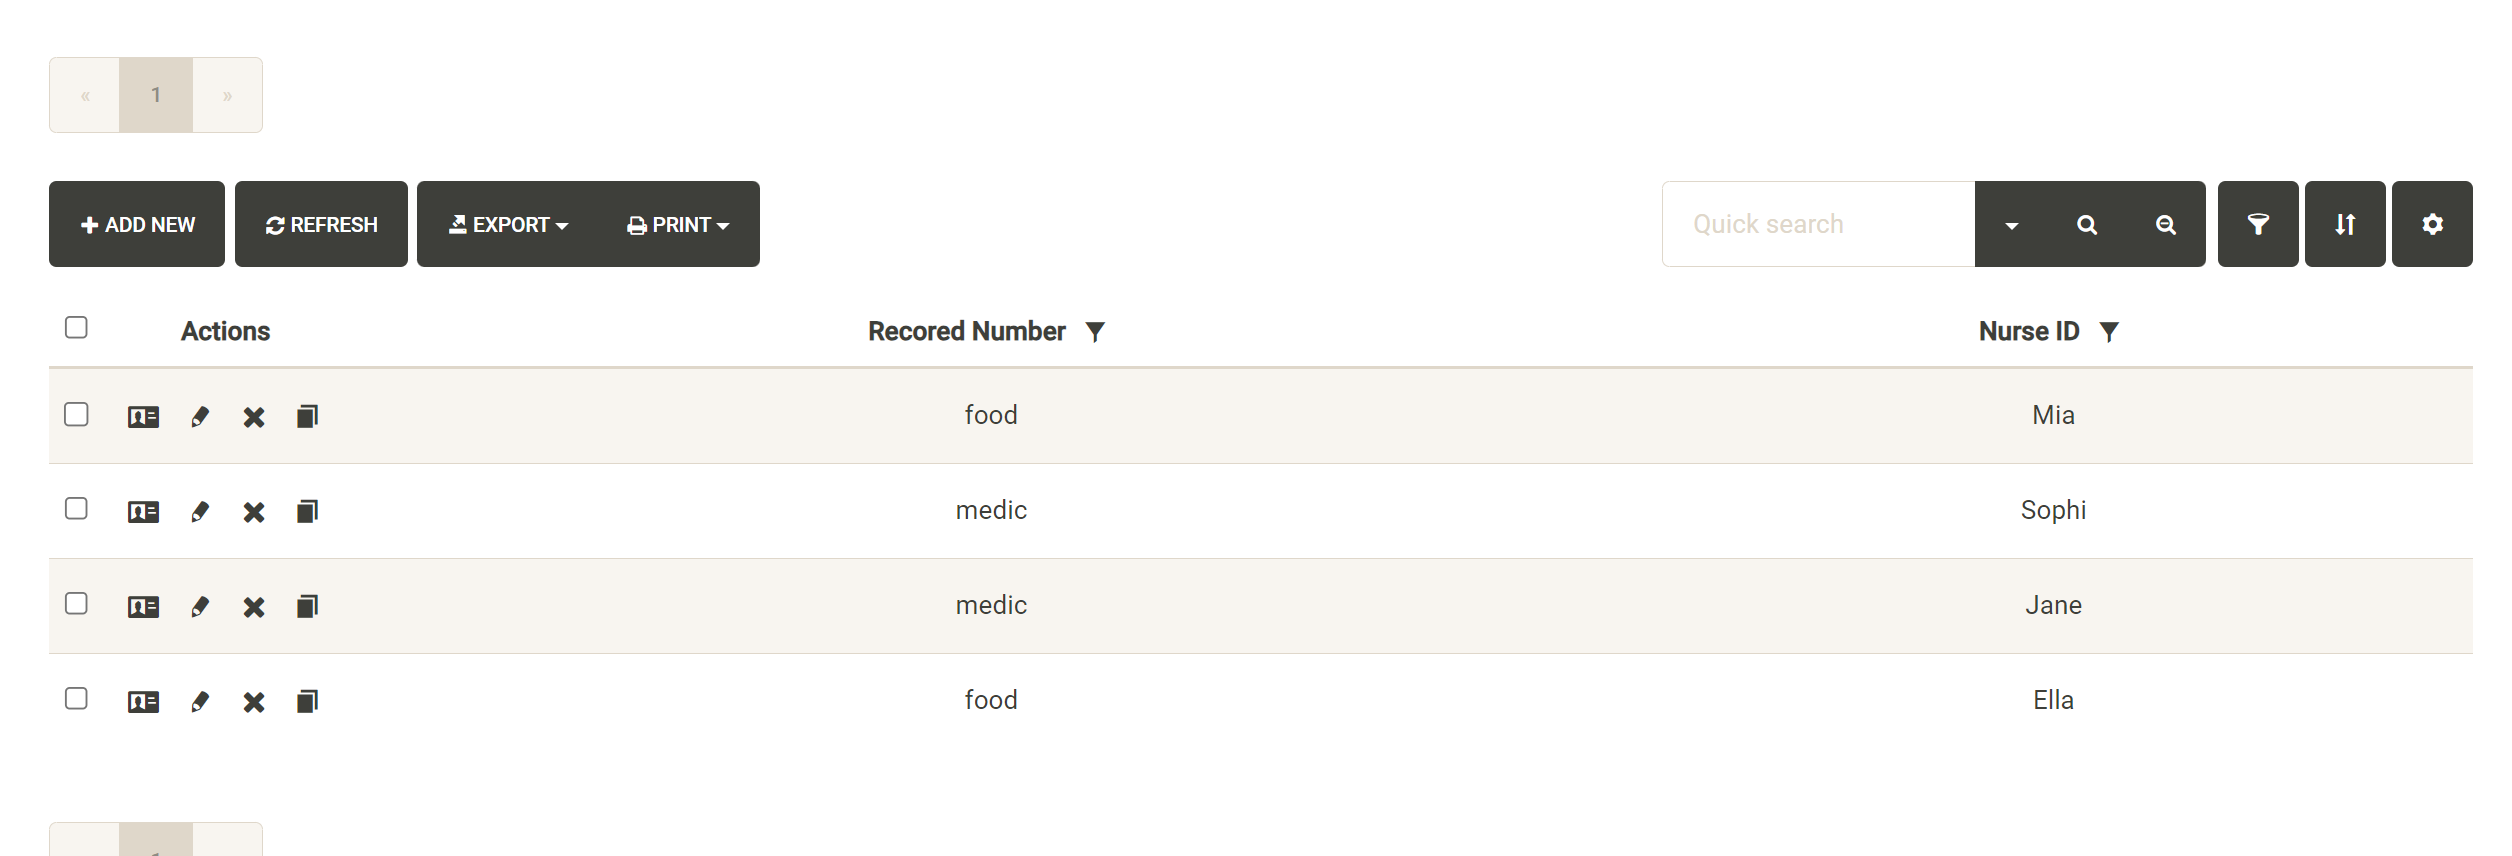 « 1 »
ADD NEW REFRESH EXPORT PRINT Quick search
Actions Recored Number Nurse ID
food Mia
medic Sophi
medic Jane
food Ella